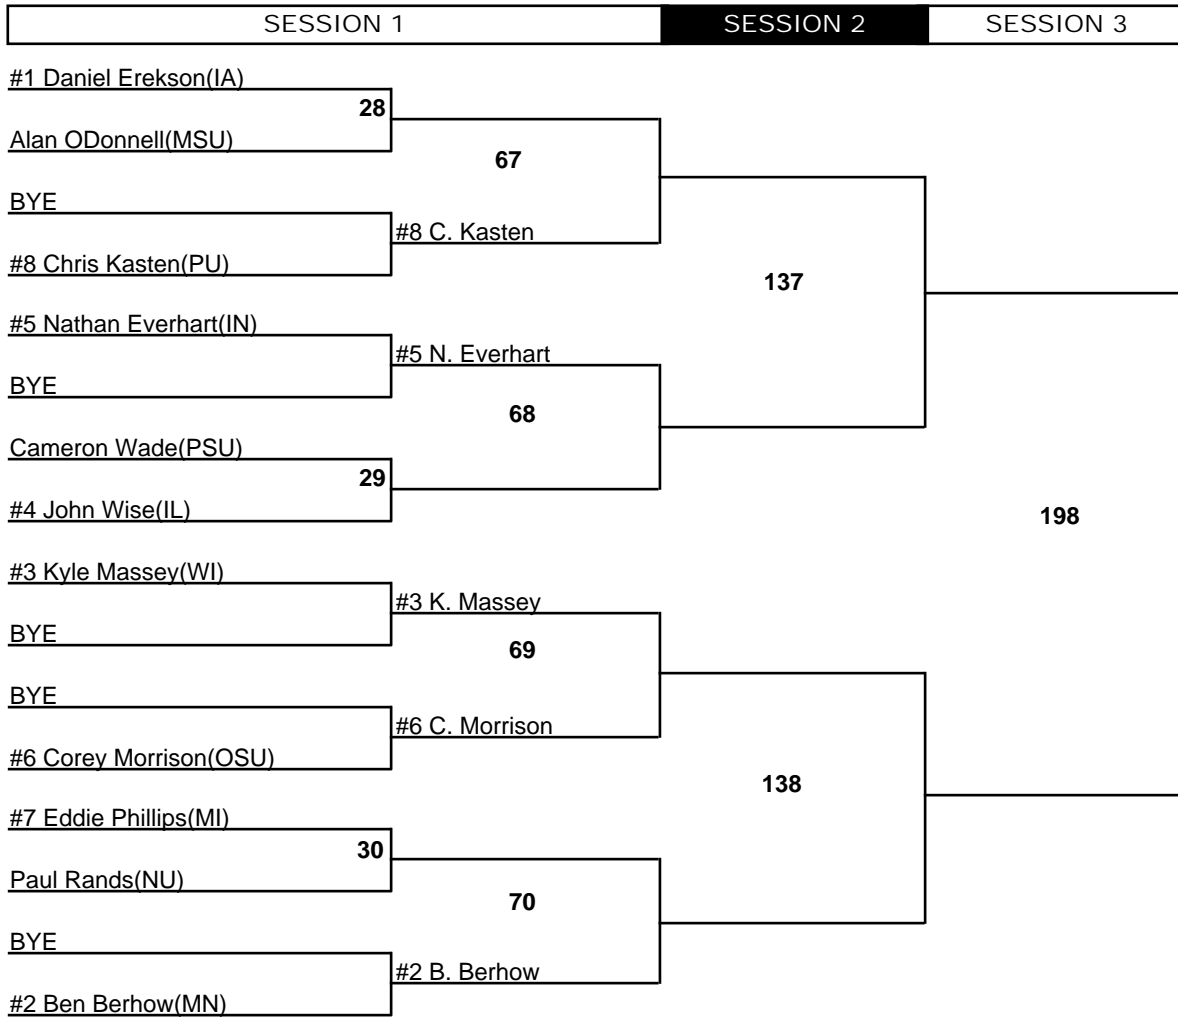 SESSION 1 SESSION 2 SESSION 3
#1 Daniel Erekson(IA)
28
Alan ODonnell(MSU)
67
BYE
#8 C. Kasten
#8 Chris Kasten(PU)
137
#5 Nathan Everhart(IN)
#5 N. Everhart
BYE
68
Cameron Wade(PSU)
29
#4 John Wise(IL)
198
#3 Kyle Massey(WI)
#3 K. Massey
BYE
69
BYE
#6 C. Morrison
#6 Corey Morrison(OSU)
138
#7 Eddie Phillips(MI)
30
Paul Rands(NU)
70
BYE
#2 B. Berhow
#2 Ben Berhow(MN)